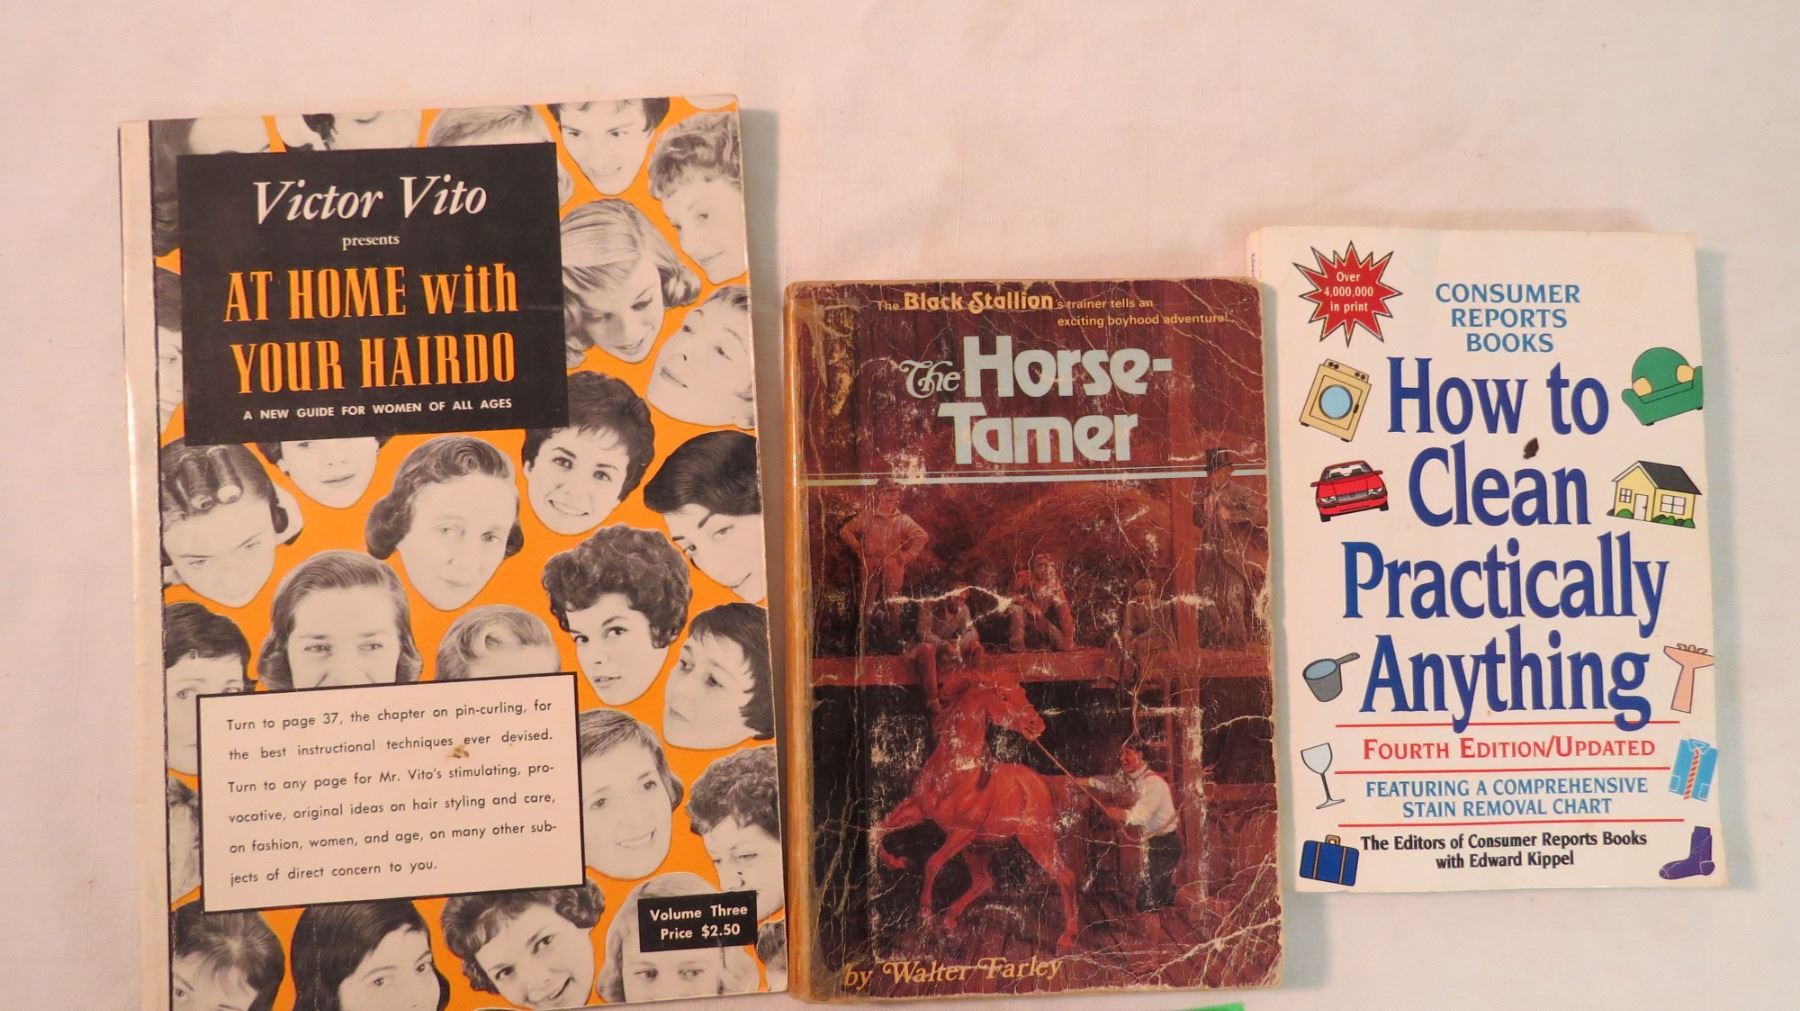 Victor Vito
presents
AT HOME with
YOUR HAIRDO
A NEW GUIDE FOR WOMEN OF ALL AGES
Turn to page 37, the chapter on pin-curling, for
the best instructional techniques ever devised.
Turn to any page for Mr. Vito's stimulating, pro-
vocative, original ideas on hair styling and care,
on fashion, women, and age, on many other sub-
jects of direct concern to you.
Volume Three
Price $2.50
The Black Stallion's trainer tells an
exciting boyhood adventure!
The Horse-
Tamer
by Walter Farley
Over
4,000,000
in print
CONSUMER
REPORTS
BOOKS
How to
Clean
Practically
Anything
FOURTH EDITION/UPDATED
FEATURING A COMPREHENSIVE
STAIN REMOVAL CHART
The Editors of Consumer Reports Books
with Edward Kippel